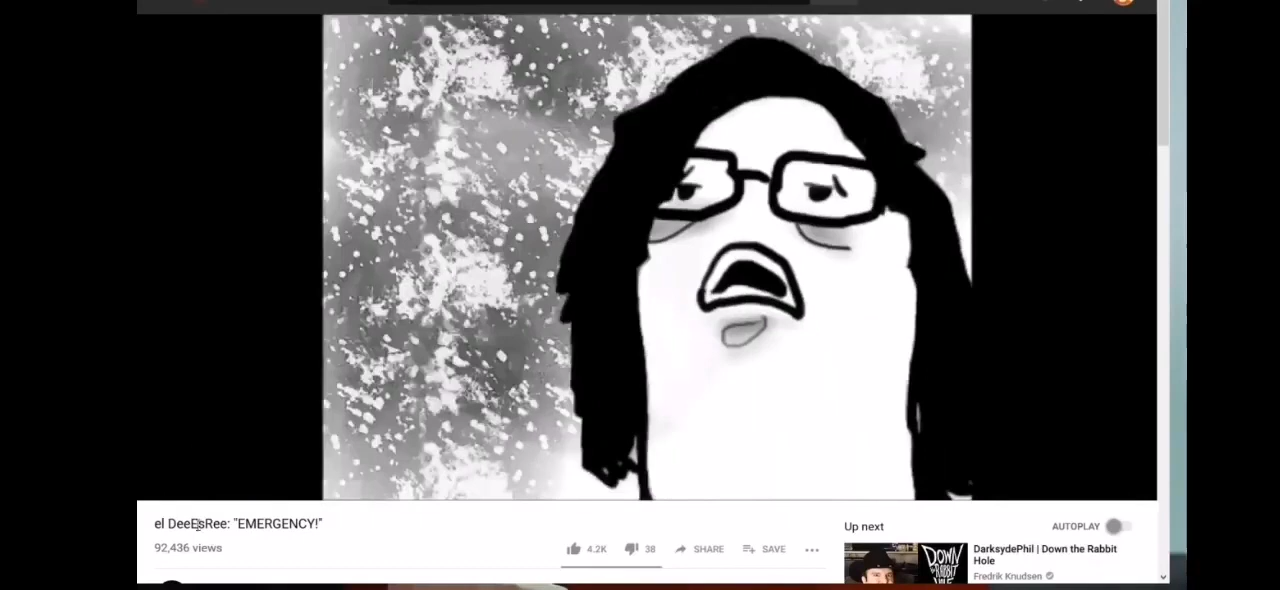 el DeeEsRee: "EMERGENCY!"
92,436 views
4.2K
38
SHARE
SAVE
Up next
AUTOPLAY
DOWN
DarksydePhil | Down the Rabbit
Hole
Fredrik Knudsen